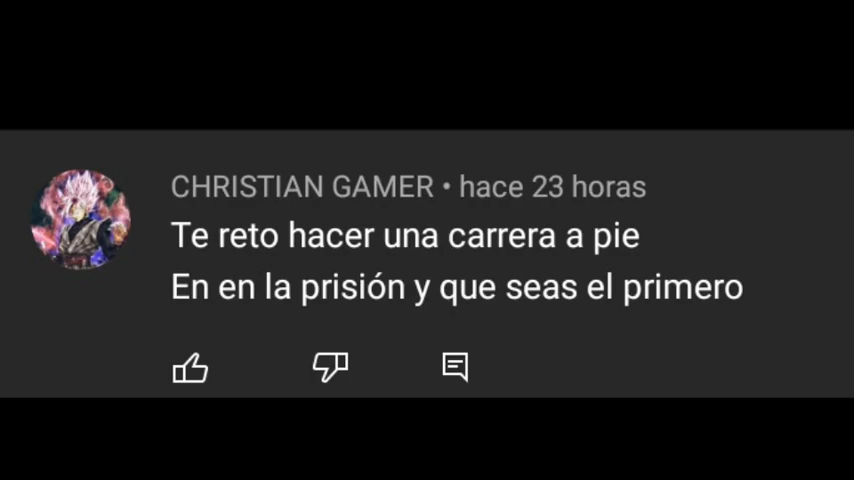 CHRISTIAN GAMER • hace 23 horas
Te reto hacer una carrera a pie
En en la prisión y que seas el primero